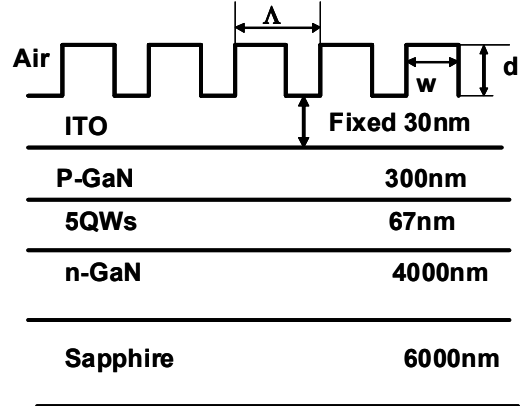 Λ
Air
d
w
ITO
Fixed 30nm
P-GaN 300nm
5QWs 67nm
n-GaN 4000nm
Sapphire 6000nm